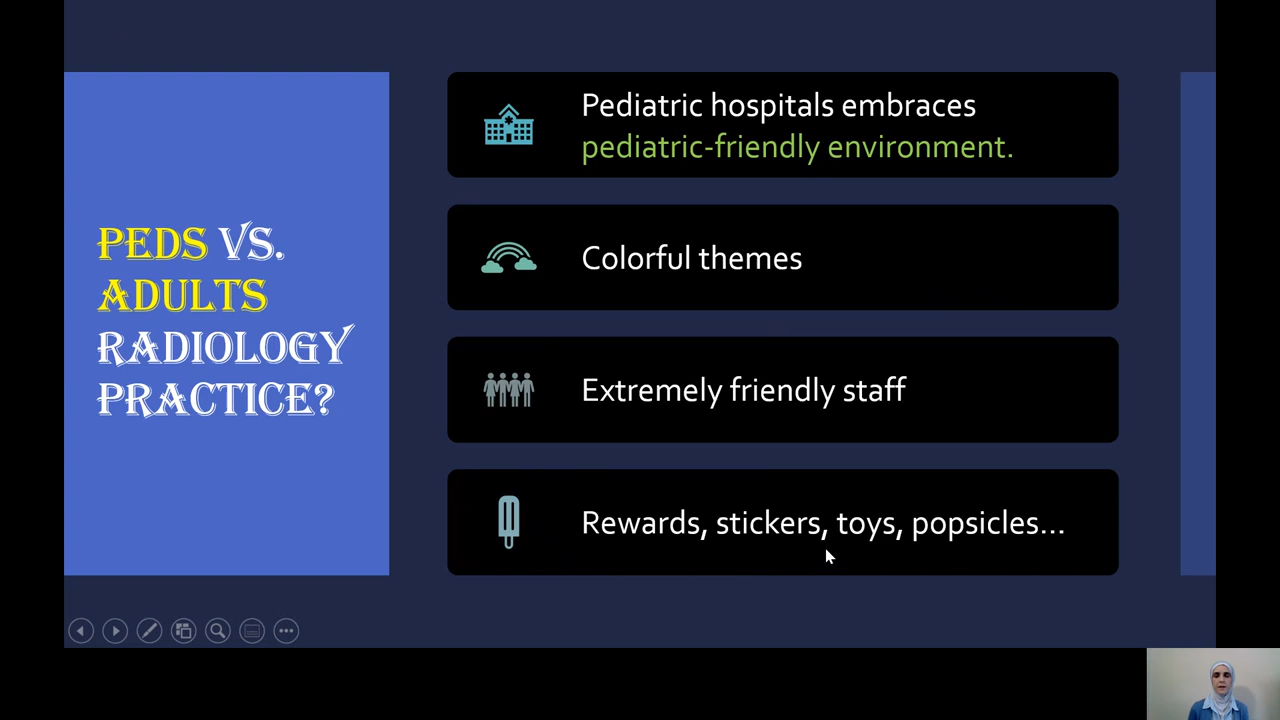 PEDS VS.
ADULTS
RADIOLOGY
PRACTICE?
Pediatric hospitals embraces
pediatric-friendly environment.
Colorful themes
Extremely friendly staff
Rewards, stickers, toys, popsicles...